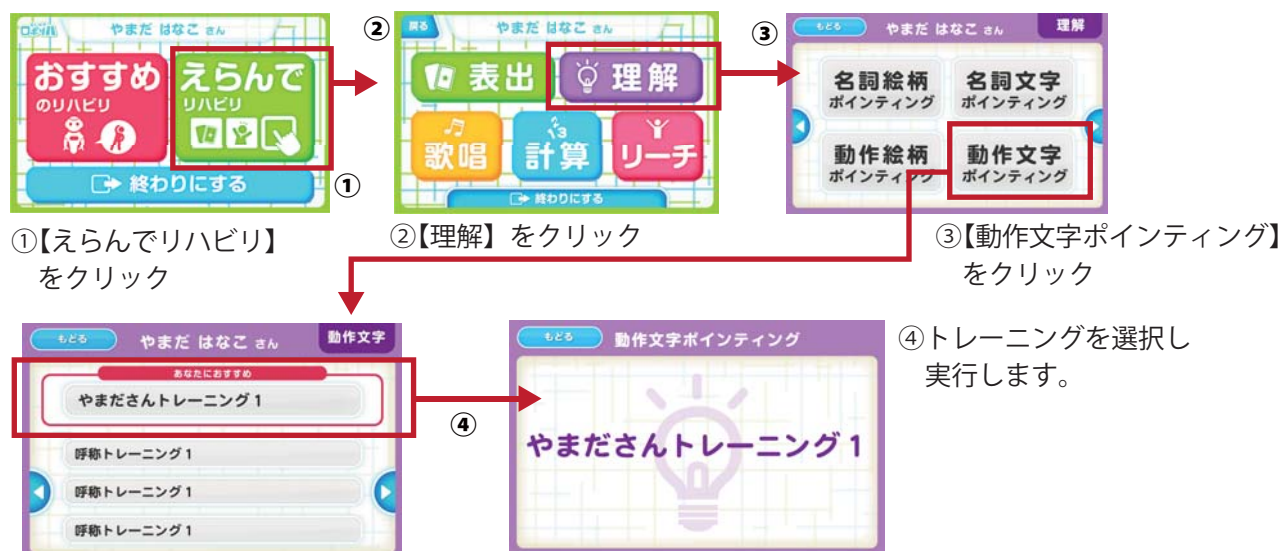 ロボリハ
やまだ はなこ さん
おすすめ
のリハビリ
えらんで
リハビリ
終わりにする
①
②
戻る
やまだ はなこ さん
表出
理解
歌唱
計算
リーチ
終わりにする
③
もどる
やまだ はなこ さん
理解
名詞絵柄
ポインティング
名詞文字
ポインティング
動作絵柄
ポインティング
動作文字
ポインティング
①【えらんでリハビリ】
をクリック
②【理解】をクリック
③【動作文字ポインティング】
をクリック
もどる
やまだ はなこ さん
動作文字
あなたにおすすめ
やまださんトレーニング 1
呼称トレーニング 1
呼称トレーニング 1
呼称トレーニング 1
④
もどる
動作文字ポインティング
やまださんトレーニング 1
④トレーニングを選択し
実行します。